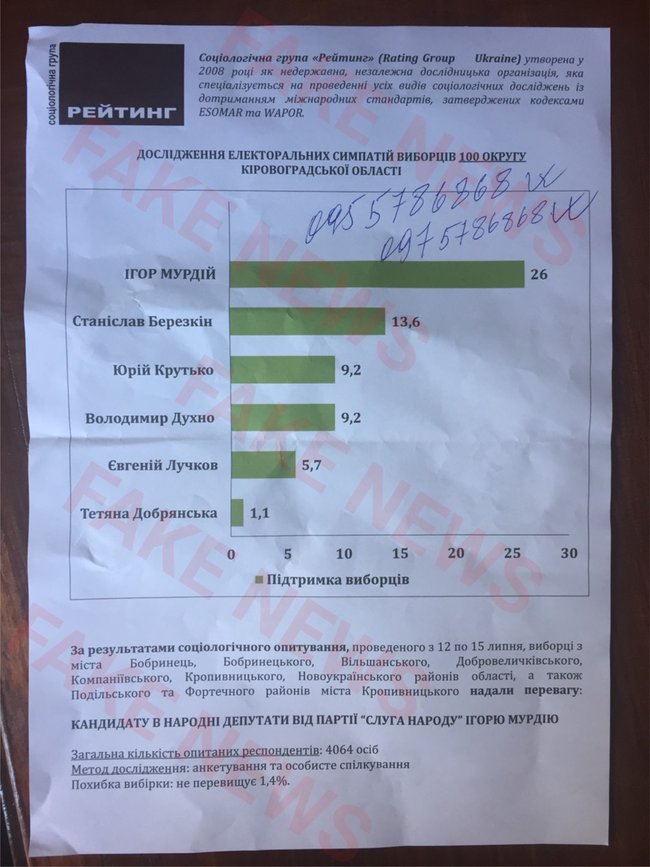 соціологічна група
РЕЙТИНГ
Соціологічна група «Рейтинг» (Rating Group Ukraine) утворена у
2008 році як недержавна, незалежна дослідницька організація, яка
спеціалізується на проведенні усіх видів соціологічних досліджень із
дотриманням міжнародних стандартів, затверджених кодексами
ESOMAR та WAPOR.
ДОСЛІДЖЕННЯ ЕЛЕКТОРАЛЬНИХ СИМПАТІЙ ВИБОРЦІВ 100 ОКРУГУ
КІРОВОГРАДСЬКОЇ ОБЛАСТІ
0955786868
0975786868
ІГОР МУРДІЙ 26
Станіслав Березкін 13,6
Юрій Крутько 9,2
Володимир Духно 9,2
Євгеній Лучков 5,7
Тетяна Добрянська 1,1
0 5 10 15 20 25 30
Підтримка виборців
За результатами соціологічного опитування, проведеного з 12 по 15 липня, виборці з
міста Бобринець, Бобринецького, Вільшанського, Добровеличківського,
Компаніївського, Кропивницького, Новоукраїнського районів області, а також
Подільського та Фортечного районів міста Кропивницького надали перевагу:
КАНДИДАТУ В НАРОДНІ ДЕПУТАТИ ВІД ПАРТІЇ “СЛУГА НАРОДУ” ІГОРЮ МУРДІЮ
Загальна кількість опитаних респондентів: 4064 осіб
Метод дослідження: анкетування та особисте спілкування
Похибка вибірки: не перевищує 1,4%.
FAKE NEWS
FAKE NEWS
FAKE NEWS
FAKE NEWS
FAKE NEWS